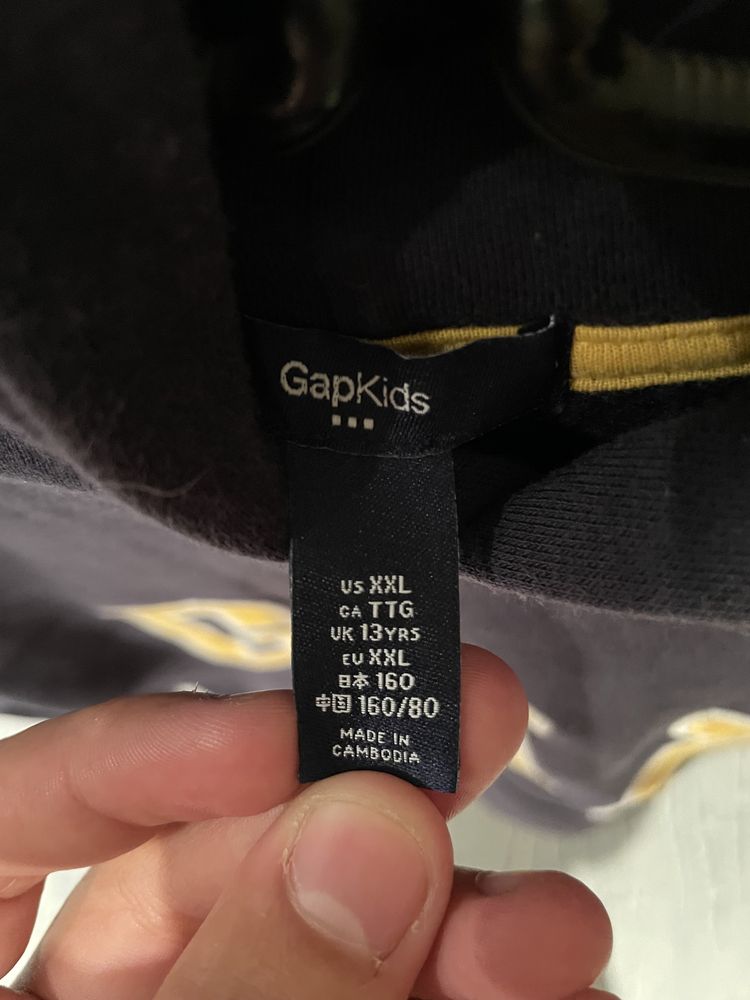 GapKids
US XXL
CA TTG
UK 13YRS
EU XXL
日本 160
中国 160/80
MADE IN
CAMBODIA